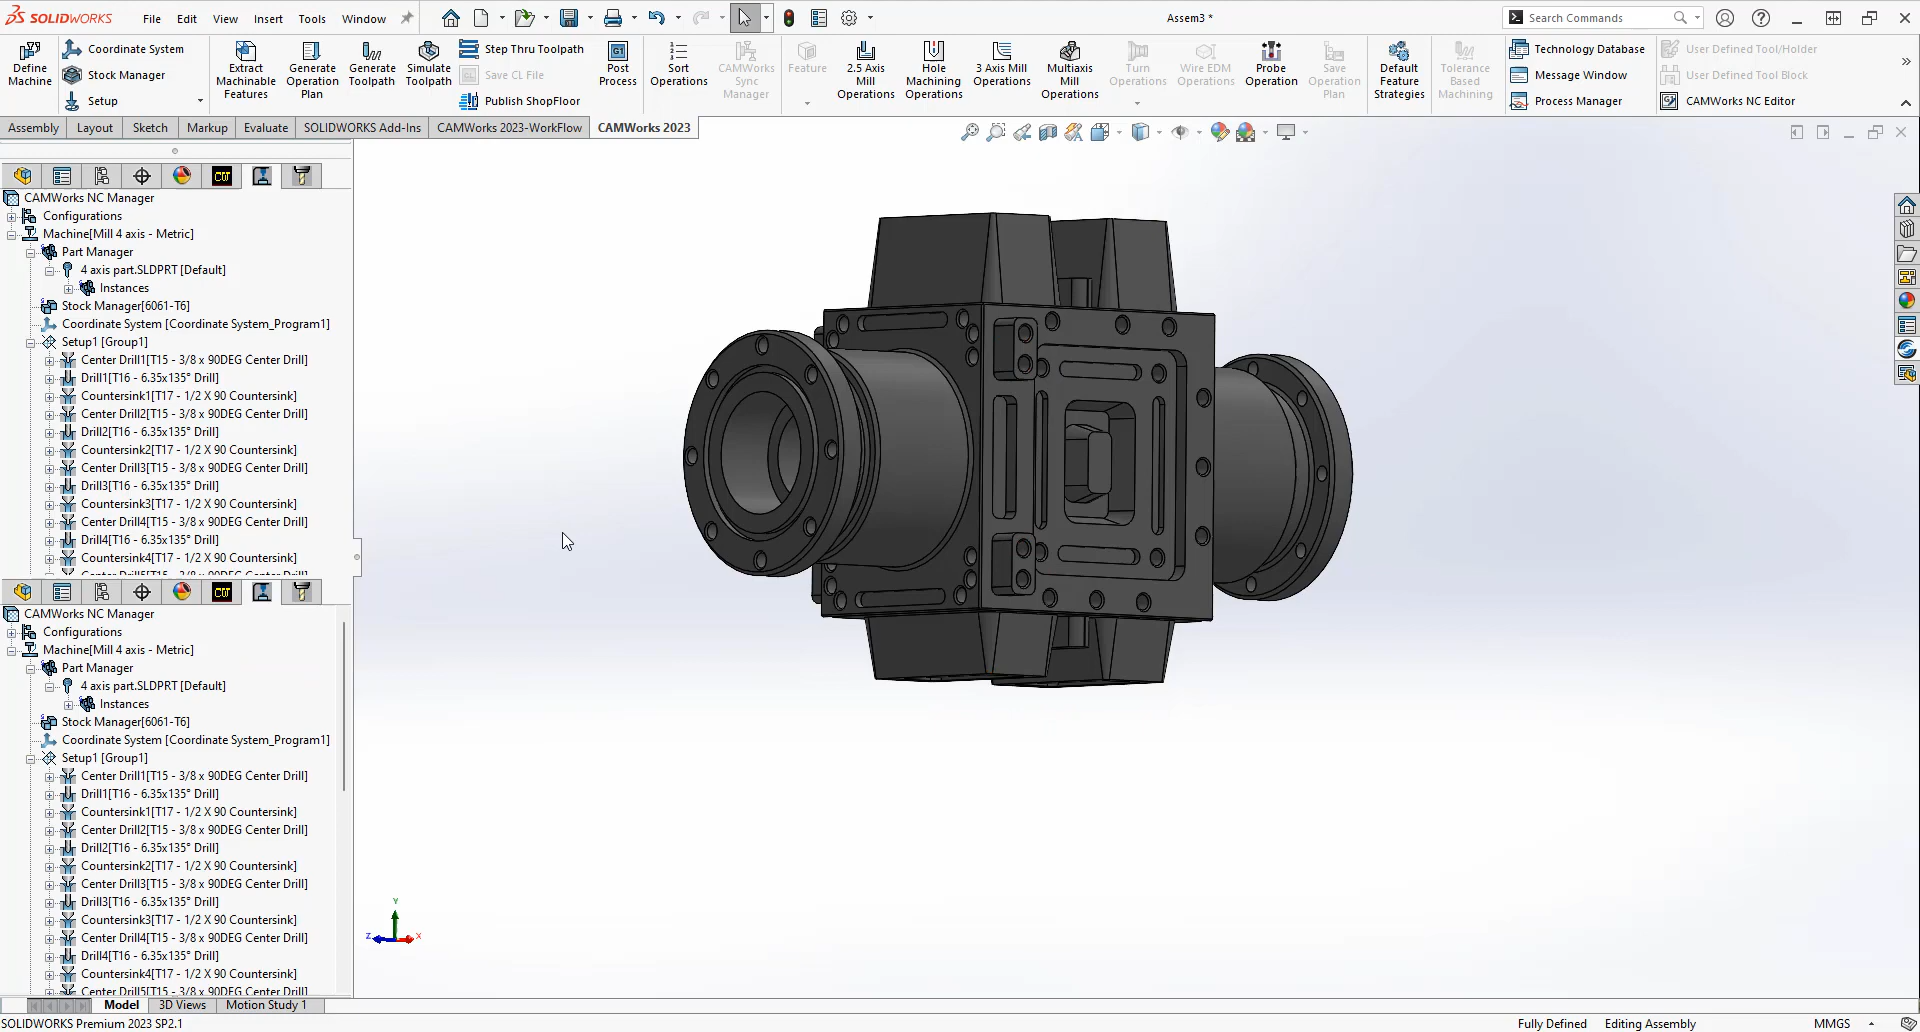 SOLIDWORKS
File Edit View Insert Tools Window
Assem3 *
Search Commands
Define Machine
Coordinate System
Stock Manager
Setup
Extract Machinable Features
Generate Operation Plan
Generate Toolpath
Simulate Toolpath
Step Thru Toolpath
Save CL File
Publish ShopFloor
G1
Post Process
Sort Operations
CAMWorks Sync Manager
Feature
2.5 Axis Mill Operations
Hole Machining Operations
3 Axis Mill Operations
Multiaxis Mill Operations
Turn Operations
Wire EDM Operations
Probe Operation
Save Operation Plan
Default Feature Strategies
Tolerance Based Machining
Technology Database
Message Window
Process Manager
User Defined Tool/Holder
User Defined Tool Block
CAMWorks NC Editor
Assembly Layout Sketch Markup Evaluate SOLIDWORKS Add-Ins CAMWorks 2023-WorkFlow CAMWorks 2023
CW
CAMWorks NC Manager
Configurations
Machine[Mill 4 axis - Metric]
Part Manager
4 axis part.SLDPRT [Default]
Instances
Stock Manager[6061-T6]
Coordinate System [Coordinate System_Program1]
Setup1 [Group1]
Center Drill1[T15 - 3/8 x 90DEG Center Drill]
Drill1[T16 - 6.35x135° Drill]
Countersink1[T17 - 1/2 X 90 Countersink]
Center Drill2[T15 - 3/8 x 90DEG Center Drill]
Drill2[T16 - 6.35x135° Drill]
Countersink2[T17 - 1/2 X 90 Countersink]
Center Drill3[T15 - 3/8 x 90DEG Center Drill]
Drill3[T16 - 6.35x135° Drill]
Countersink3[T17 - 1/2 X 90 Countersink]
Center Drill4[T15 - 3/8 x 90DEG Center Drill]
Drill4[T16 - 6.35x135° Drill]
Countersink4[T17 - 1/2 X 90 Countersink]
Center Drill5[T15 - 3/8 x 90DEG Center Drill]
CW
CAMWorks NC Manager
Configurations
Machine[Mill 4 axis - Metric]
Part Manager
4 axis part.SLDPRT [Default]
Instances
Stock Manager[6061-T6]
Coordinate System [Coordinate System_Program1]
Setup1 [Group1]
Center Drill1[T15 - 3/8 x 90DEG Center Drill]
Drill1[T16 - 6.35x135° Drill]
Countersink1[T17 - 1/2 X 90 Countersink]
Center Drill2[T15 - 3/8 x 90DEG Center Drill]
Drill2[T16 - 6.35x135° Drill]
Countersink2[T17 - 1/2 X 90 Countersink]
Center Drill3[T15 - 3/8 x 90DEG Center Drill]
Drill3[T16 - 6.35x135° Drill]
Countersink3[T17 - 1/2 X 90 Countersink]
Center Drill4[T15 - 3/8 x 90DEG Center Drill]
Drill4[T16 - 6.35x135° Drill]
Countersink4[T17 - 1/2 X 90 Countersink]
Center Drill5[T15 - 3/8 x 90DEG Center Drill]
Y
Z X
Model 3D Views Motion Study 1
SOLIDWORKS Premium 2023 SP2.1
Fully Defined Editing Assembly MMGS